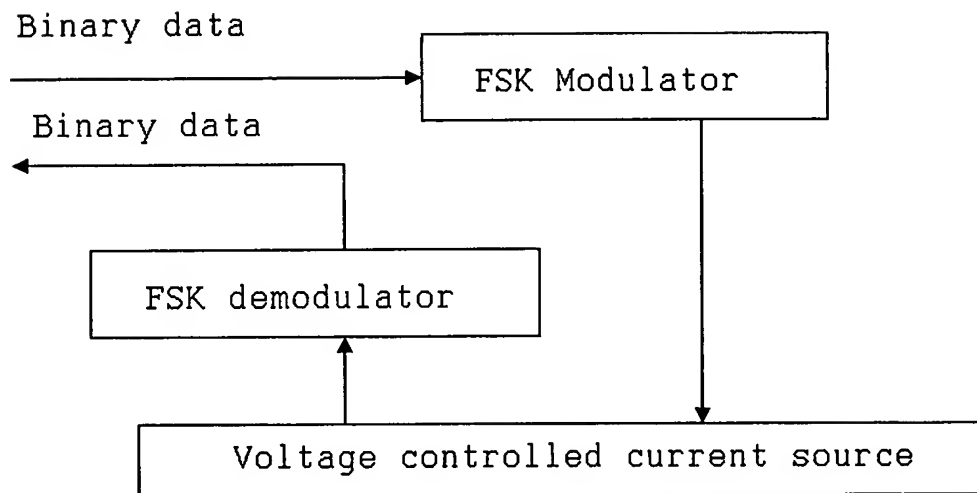 Binary data
FSK Modulator
Binary data
FSK demodulator
Voltage controlled current source